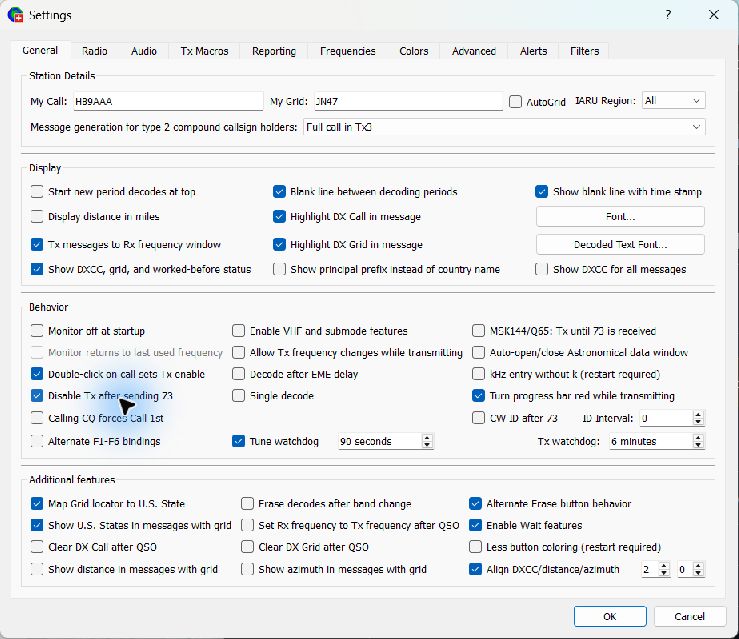 Settings
General Radio Audio Tx Macros Reporting Frequencies Colors Advanced Alerts Filters
Station Details
My Call: HB9AAA My Grid: JN47 AutoGrid IARU Region: All
Message generation for type 2 compound callsign holders: Full call in Tx3
Display
Start new period decodes at top Blank line between decoding periods Show blank line with time stamp
Display distance in miles Highlight DX Call in message Font...
Tx messages to Rx frequency window Highlight DX Grid in message Decoded Text Font...
Show DXCC, grid, and worked-before status Show principal prefix instead of country name Show DXCC for all messages
Behavior
Monitor off at startup Enable VHF and submode features MSK144/Q65: Tx until 73 is received
Monitor returns to last used frequency Allow Tx frequency changes while transmitting Auto-open/close Astronomical data window
Double-click on call sets Tx enable Decode after EME delay kHz entry without k (restart required)
Disable Tx after sending 73 Single decode Turn progress bar red while transmitting
Calling CQ forces Call 1st CW ID after 73 ID Interval: 0
Alternate F1-F6 bindings Tune watchdog 90 seconds Tx watchdog: 6 minutes
Additional features
Map Grid locator to U.S. State Erase decodes after band change Alternate Erase button behavior
Show U.S. States in messages with grid Set Rx frequency to Tx frequency after QSO Enable Wait features
Clear DX Call after QSO Clear DX Grid after QSO Less button coloring (restart required)
Show distance in messages with grid Show azimuth in messages with grid Align DXCC/distance/azimuth 2 0
OK Cancel